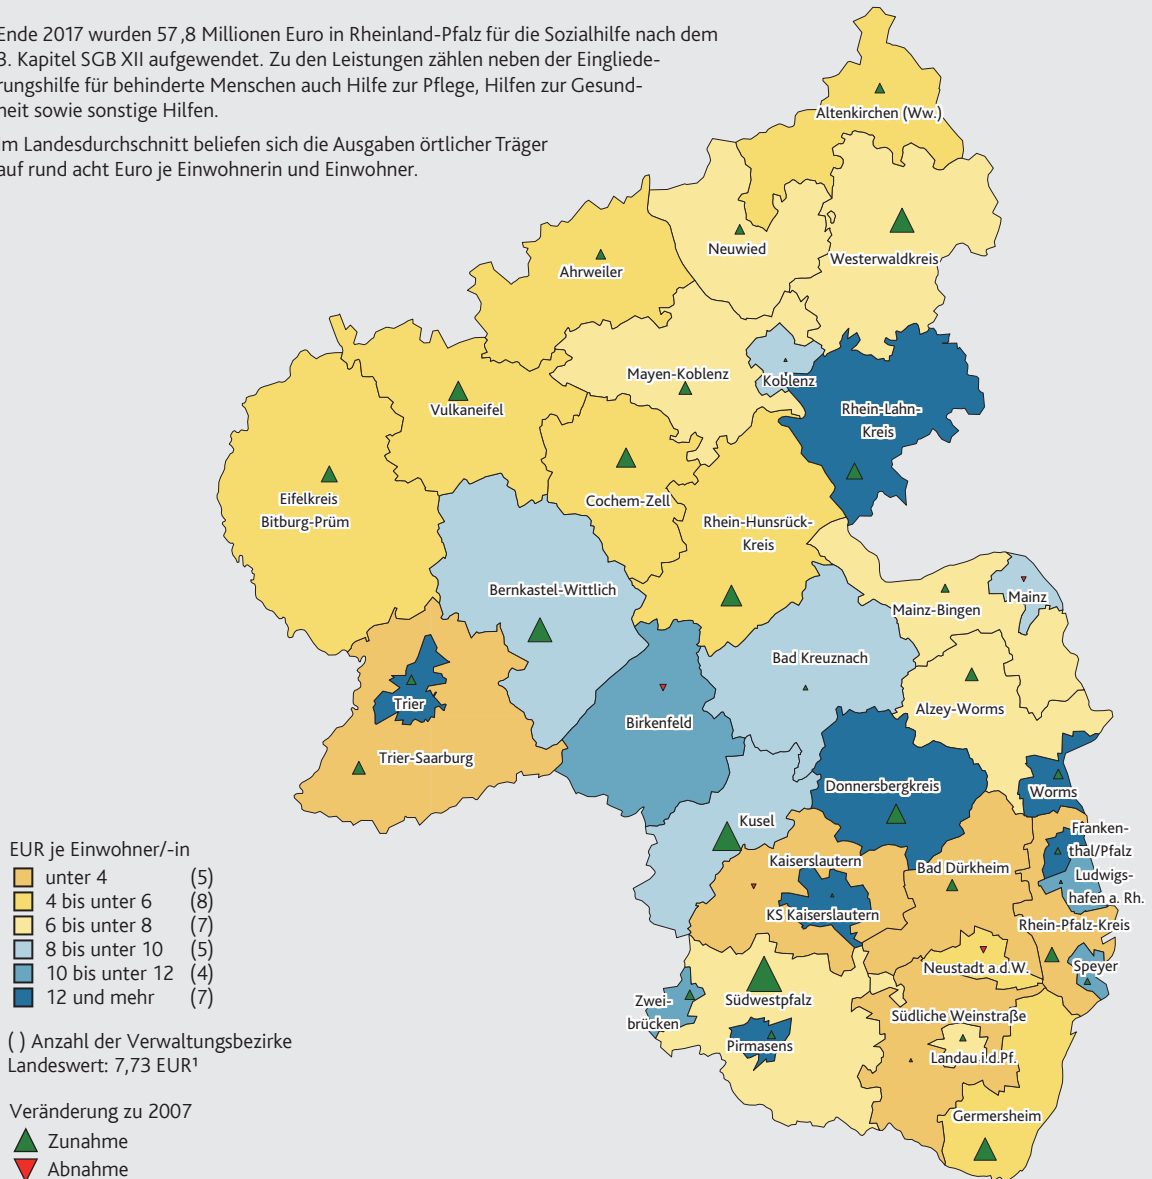 Ende 2017 wurden 57,8 Millionen Euro in Rheinland-Pfalz für die Sozialhilfe nach dem
3. Kapitel SGB XII aufgewendet. Zu den Leistungen zählen neben der Eingliede-
rungshilfe für behinderte Menschen auch Hilfe zur Pflege, Hilfen zur Gesund-
heit sowie sonstige Hilfen.
Im Landesdurchschnitt beliefen sich die Ausgaben örtlicher Träger
auf rund acht Euro je Einwohnerin und Einwohner.
Altenkirchen (Ww.)
Neuwied
Westerwaldkreis
Ahrweiler
Mayen-Koblenz
Koblenz
Vulkaneifel
Rhein-Lahn-
Kreis
Eifelkreis
Bitburg-Prüm
Cochem-Zell
Rhein-Hunsrück-
Kreis
Bernkastel-Wittlich
Mainz-Bingen
Mainz
Bad Kreuznach
Trier
Birkenfeld
Alzey-Worms
Trier-Saarburg
Donnersbergkreis
Worms
Kusel
Franken-
thal/Pfalz
Kaiserslautern
Bad Dürkheim
Ludwigs-
hafen a. Rh.
KS Kaiserslautern
Rhein-Pfalz-Kreis
Neustadt a.d.W.
Speyer
Zwei-
brücken
Südwestpfalz
Südliche Weinstraße
Pirmasens
Landau i.d.Pf.
Germersheim
EUR je Einwohner/-in
unter 4 (5)
4 bis unter 6 (8)
6 bis unter 8 (7)
8 bis unter 10 (5)
10 bis unter 12 (4)
12 und mehr (7)
( ) Anzahl der Verwaltungsbezirke
Landeswert: 7,73 EUR¹
Veränderung zu 2007
Zunahme
Abnahme